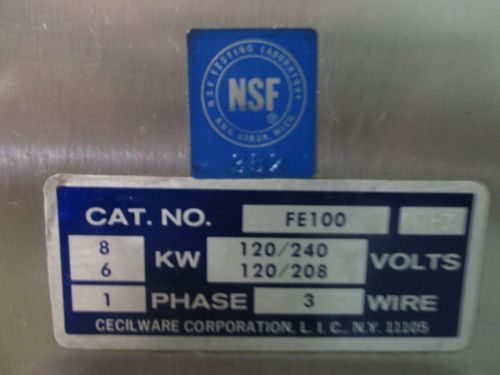 NSF TESTING LABORATORY
NSF®
ANN ARBOR, MICH.
352
CAT. NO. FE100
8 KW 120/240 VOLTS
6 120/208
1 PHASE 3 WIRE
CECILWARE CORPORATION, L. I. C., N.Y. 11105